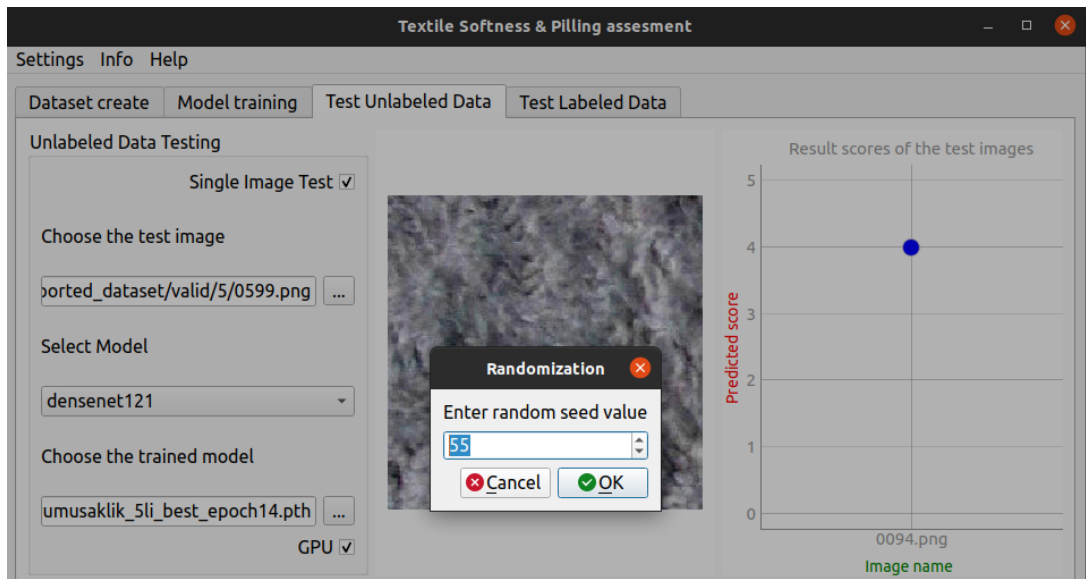 Textile Softness & Pilling assesment
Settings Info Help
Dataset create Model training Test Unlabeled Data Test Labeled Data
Unlabeled Data Testing
Single Image Test
Choose the test image
ported_dataset/valid/5/0599.png ...
Select Model
densenet121
Choose the trained model
umusaklik_5li_best_epoch14.pth ...
GPU
Randomization
Enter random seed value
55
Cancel OK
Result scores of the test images
5
4
3
2
1
0
Predicted score
0094.png
Image name